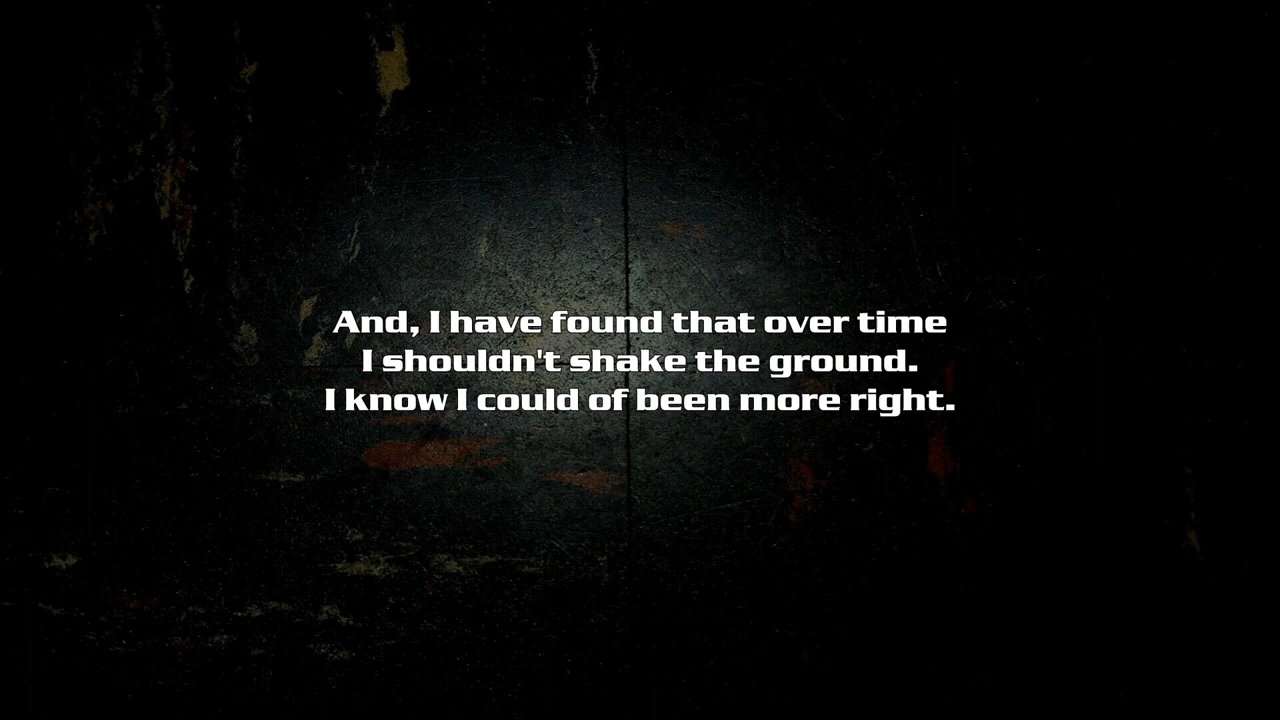 And, I have found that over time
I shouldn't shake the ground.
I know I could of been more right.